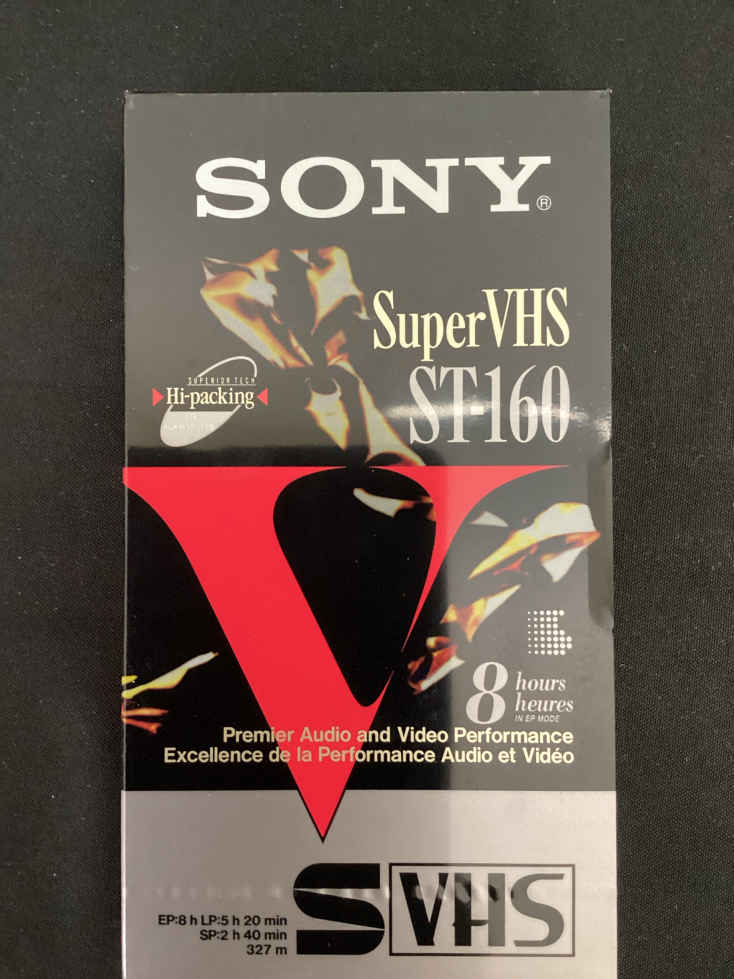 SONY®
SuperVHS
ST-160
SUPERIOR TECH
Hi-packing
V
8 hours
heures
IN EP MODE
Premier Audio and Video Performance
Excellence de la Performance Audio et Vidéo
EP:8 h LP:5 h 20 min
SP:2 h 40 min
327 m
S VHS